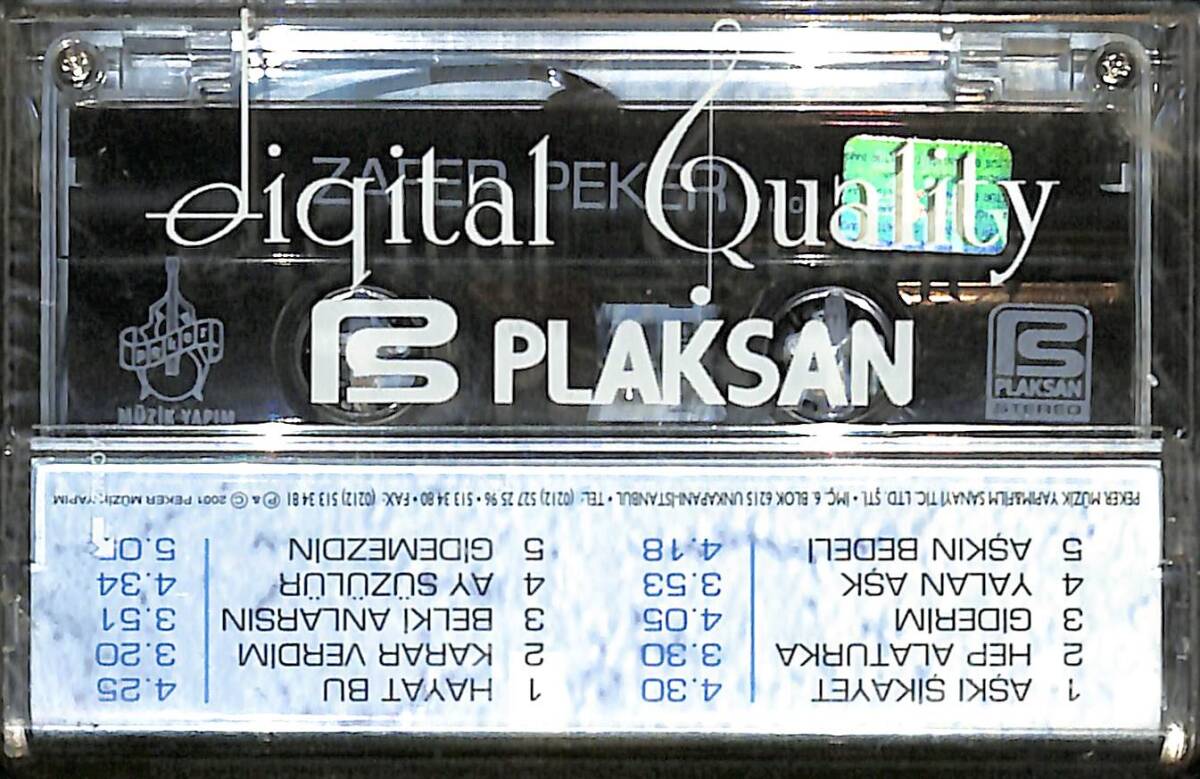 digital Quality
ZAFER PEKER
PLAKSAN
PEKER
MÜZİK YAPIM
PLAKSAN
STEREO
1 AŞKI ŞİKAYET 4.30
2 HEP ALATURKA 3.30
3 GİDERİM 4.05
4 YALAN AŞK 3.53
5 AŞKIN BEDELİ 4.18
1 HAYAT BU 4.25
2 KARAR VERDİM 3.20
3 BELKİ ANLARSIN 3.51
4 AY SÜZÜLÜR 4.34
5 GİDEMEZDİN
PEKER MÜZİK YAPIM&FİLM SANAYİ TİC. LTD. ŞTİ. • İMÇ. 6. BLOK 6215 UNKAPANI-İSTANBUL • TEL: (0212) 527 25 96 • 513 34 80 • FAX: (0212) 513 34 81 ℗ & © 2001 PEKER MÜZİK YAPIM